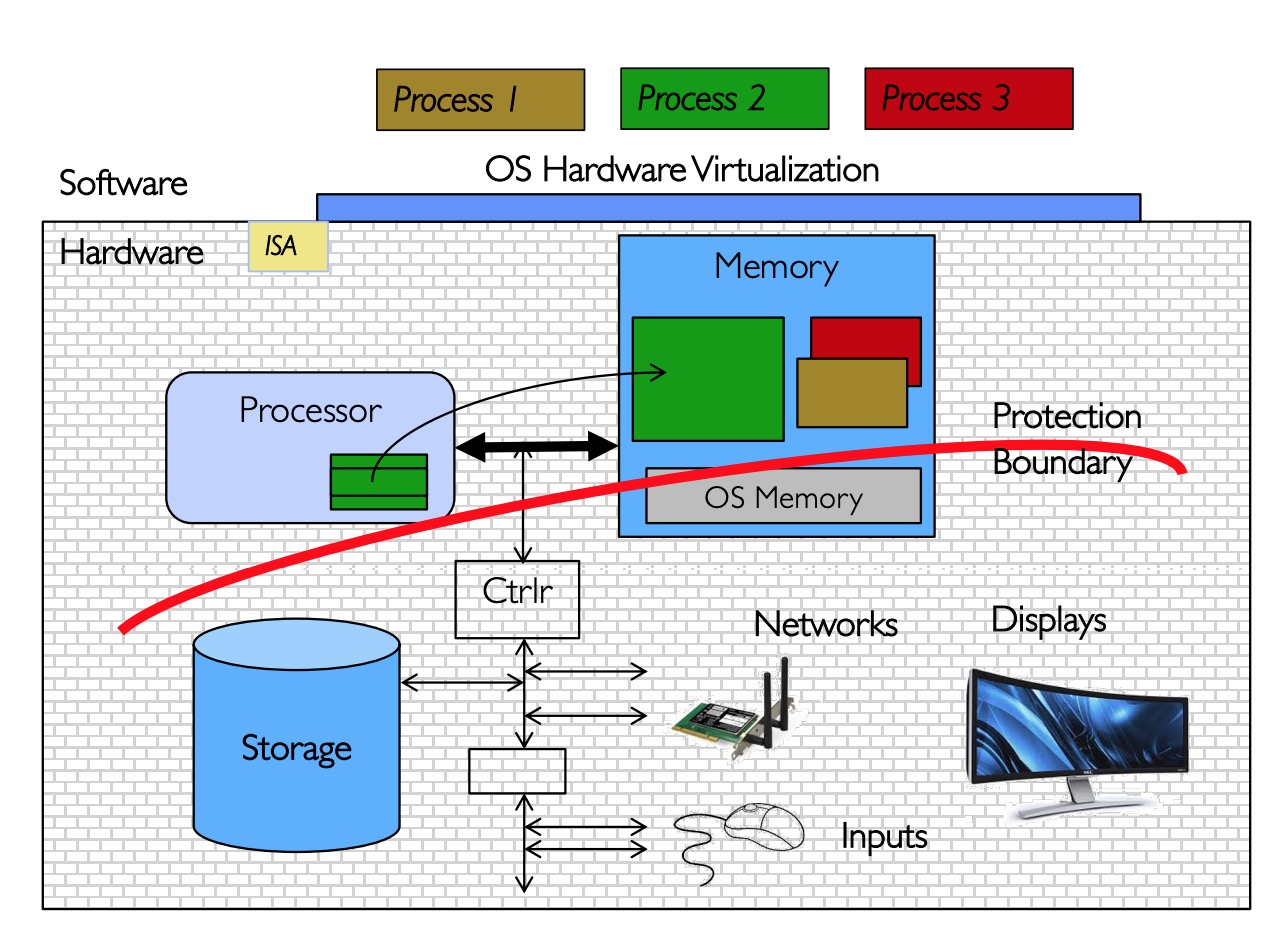 Process 1
Process 2
Process 3
OS Hardware Virtualization
Software
Hardware
ISA
Memory
Processor
Protection
Boundary
OS Memory
Ctrlr
Networks
Displays
Storage
NEC
Inputs